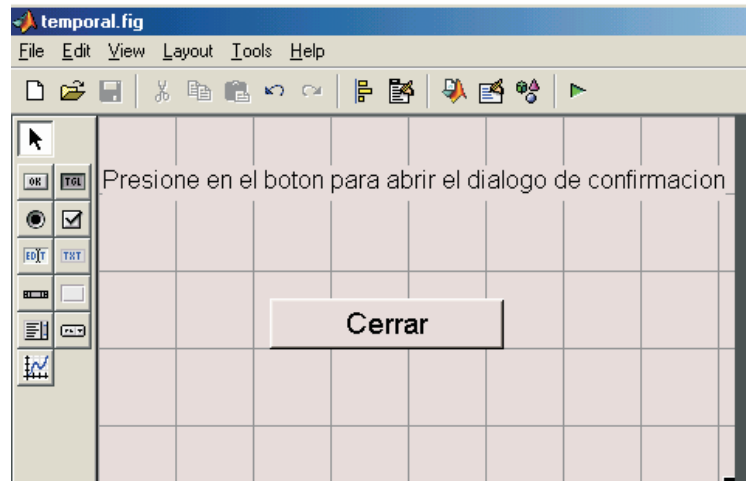 temporal.fig
File Edit View Layout Tools Help
OK TGL
EDIT TXT
Presione en el boton para abrir el dialogo de confirmacion
Cerrar